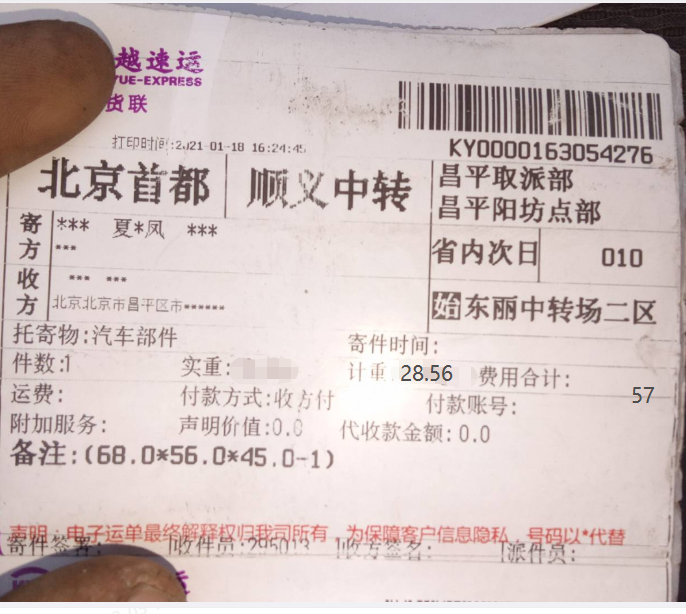 越速运
YUE-EXPRESS
货联
打印时间:2021-01-18 16:24:45
KY0000163054276
北京首都 顺义中转 昌平取派部
昌平阳坊点部
寄方 *** 夏*凤 ***
***
省内次日 010
收方 *** ***
北京北京市昌平区市******
始 东丽中转场二区
托寄物:汽车部件 寄件时间:
件数:1 实重: 计重 28.56 费用合计: 57
运费: 付款方式:收方付 付款账号:
附加服务: 声明价值:0.0 代收款金额:0.0
备注:(68.0*56.0*45.0-1)
声明:电子运单最终解释权归我司所有,为保障客户信息隐私,号码以*代替
寄件签署: 收件员:295013 收方签名: 派件员: